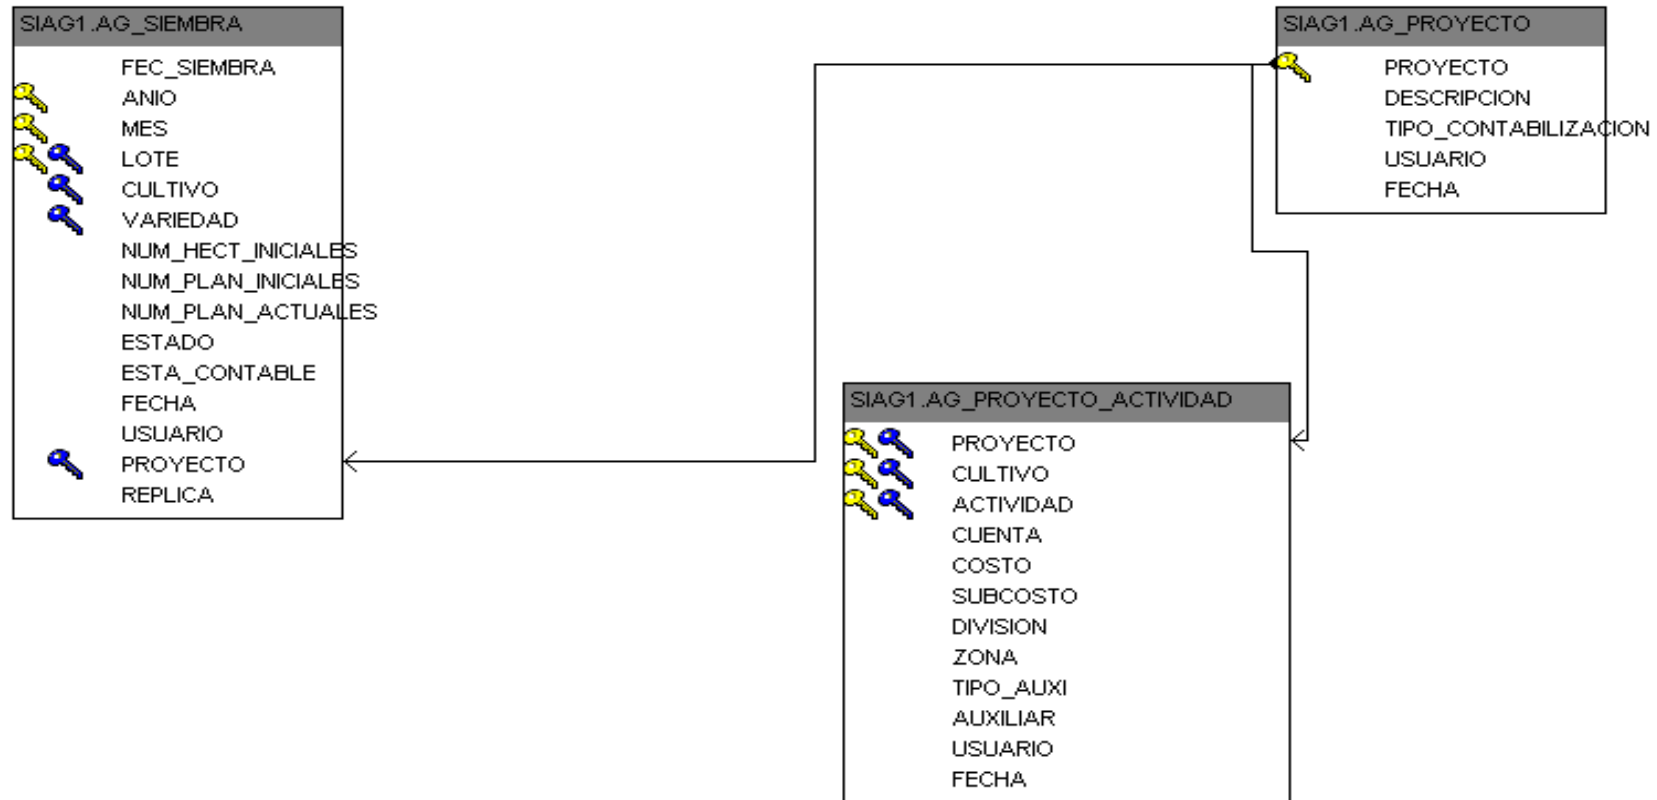 SIAG1.AG_SIEMBRA
FEC_SIEMBRA
ANIO
MES
LOTE
CULTIVO
VARIEDAD
NUM_HECT_INICIALES
NUM_PLAN_INICIALES
NUM_PLAN_ACTUALES
ESTADO
ESTA_CONTABLE
FECHA
USUARIO
PROYECTO
REPLICA
SIAG1.AG_PROYECTO
PROYECTO
DESCRIPCION
TIPO_CONTABILIZACION
USUARIO
FECHA
SIAG1.AG_PROYECTO_ACTIVIDAD
PROYECTO
CULTIVO
ACTIVIDAD
CUENTA
COSTO
SUBCOSTO
DIVISION
ZONA
TIPO_AUXI
AUXILIAR
USUARIO
FECHA